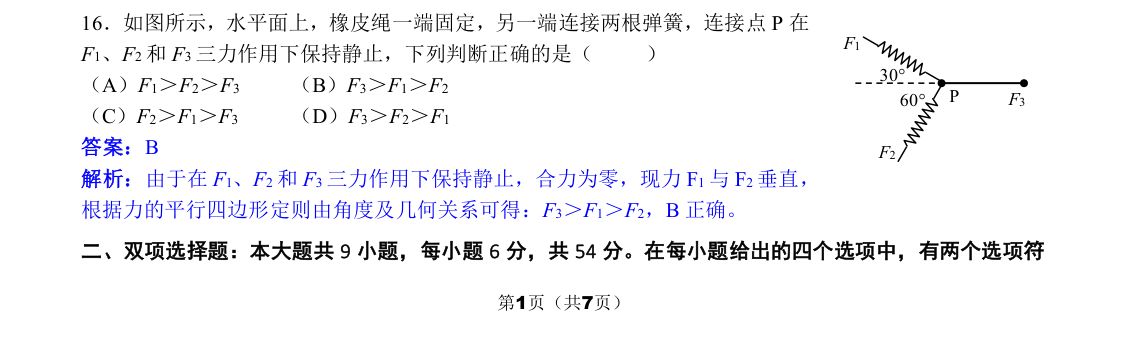 16．如图所示，水平面上，橡皮绳一端固定，另一端连接两根弹簧，连接点 P 在
F1、F2 和 F3 三力作用下保持静止，下列判断正确的是（　　）
（A）F1＞F2＞F3　　（B）F3＞F1＞F2
（C）F2＞F1＞F3　　（D）F3＞F2＞F1
F1
30°
60°
P
F3
F2
答案：B
解析：由于在 F1、F2 和 F3 三力作用下保持静止，合力为零，现力 F1 与 F2 垂直，
根据力的平行四边形定则由角度及几何关系可得：F3＞F1＞F2，B 正确。
二、双项选择题：本大题共 9 小题，每小题 6 分，共 54 分。在每小题给出的四个选项中，有两个选项符
第1页（共7页）